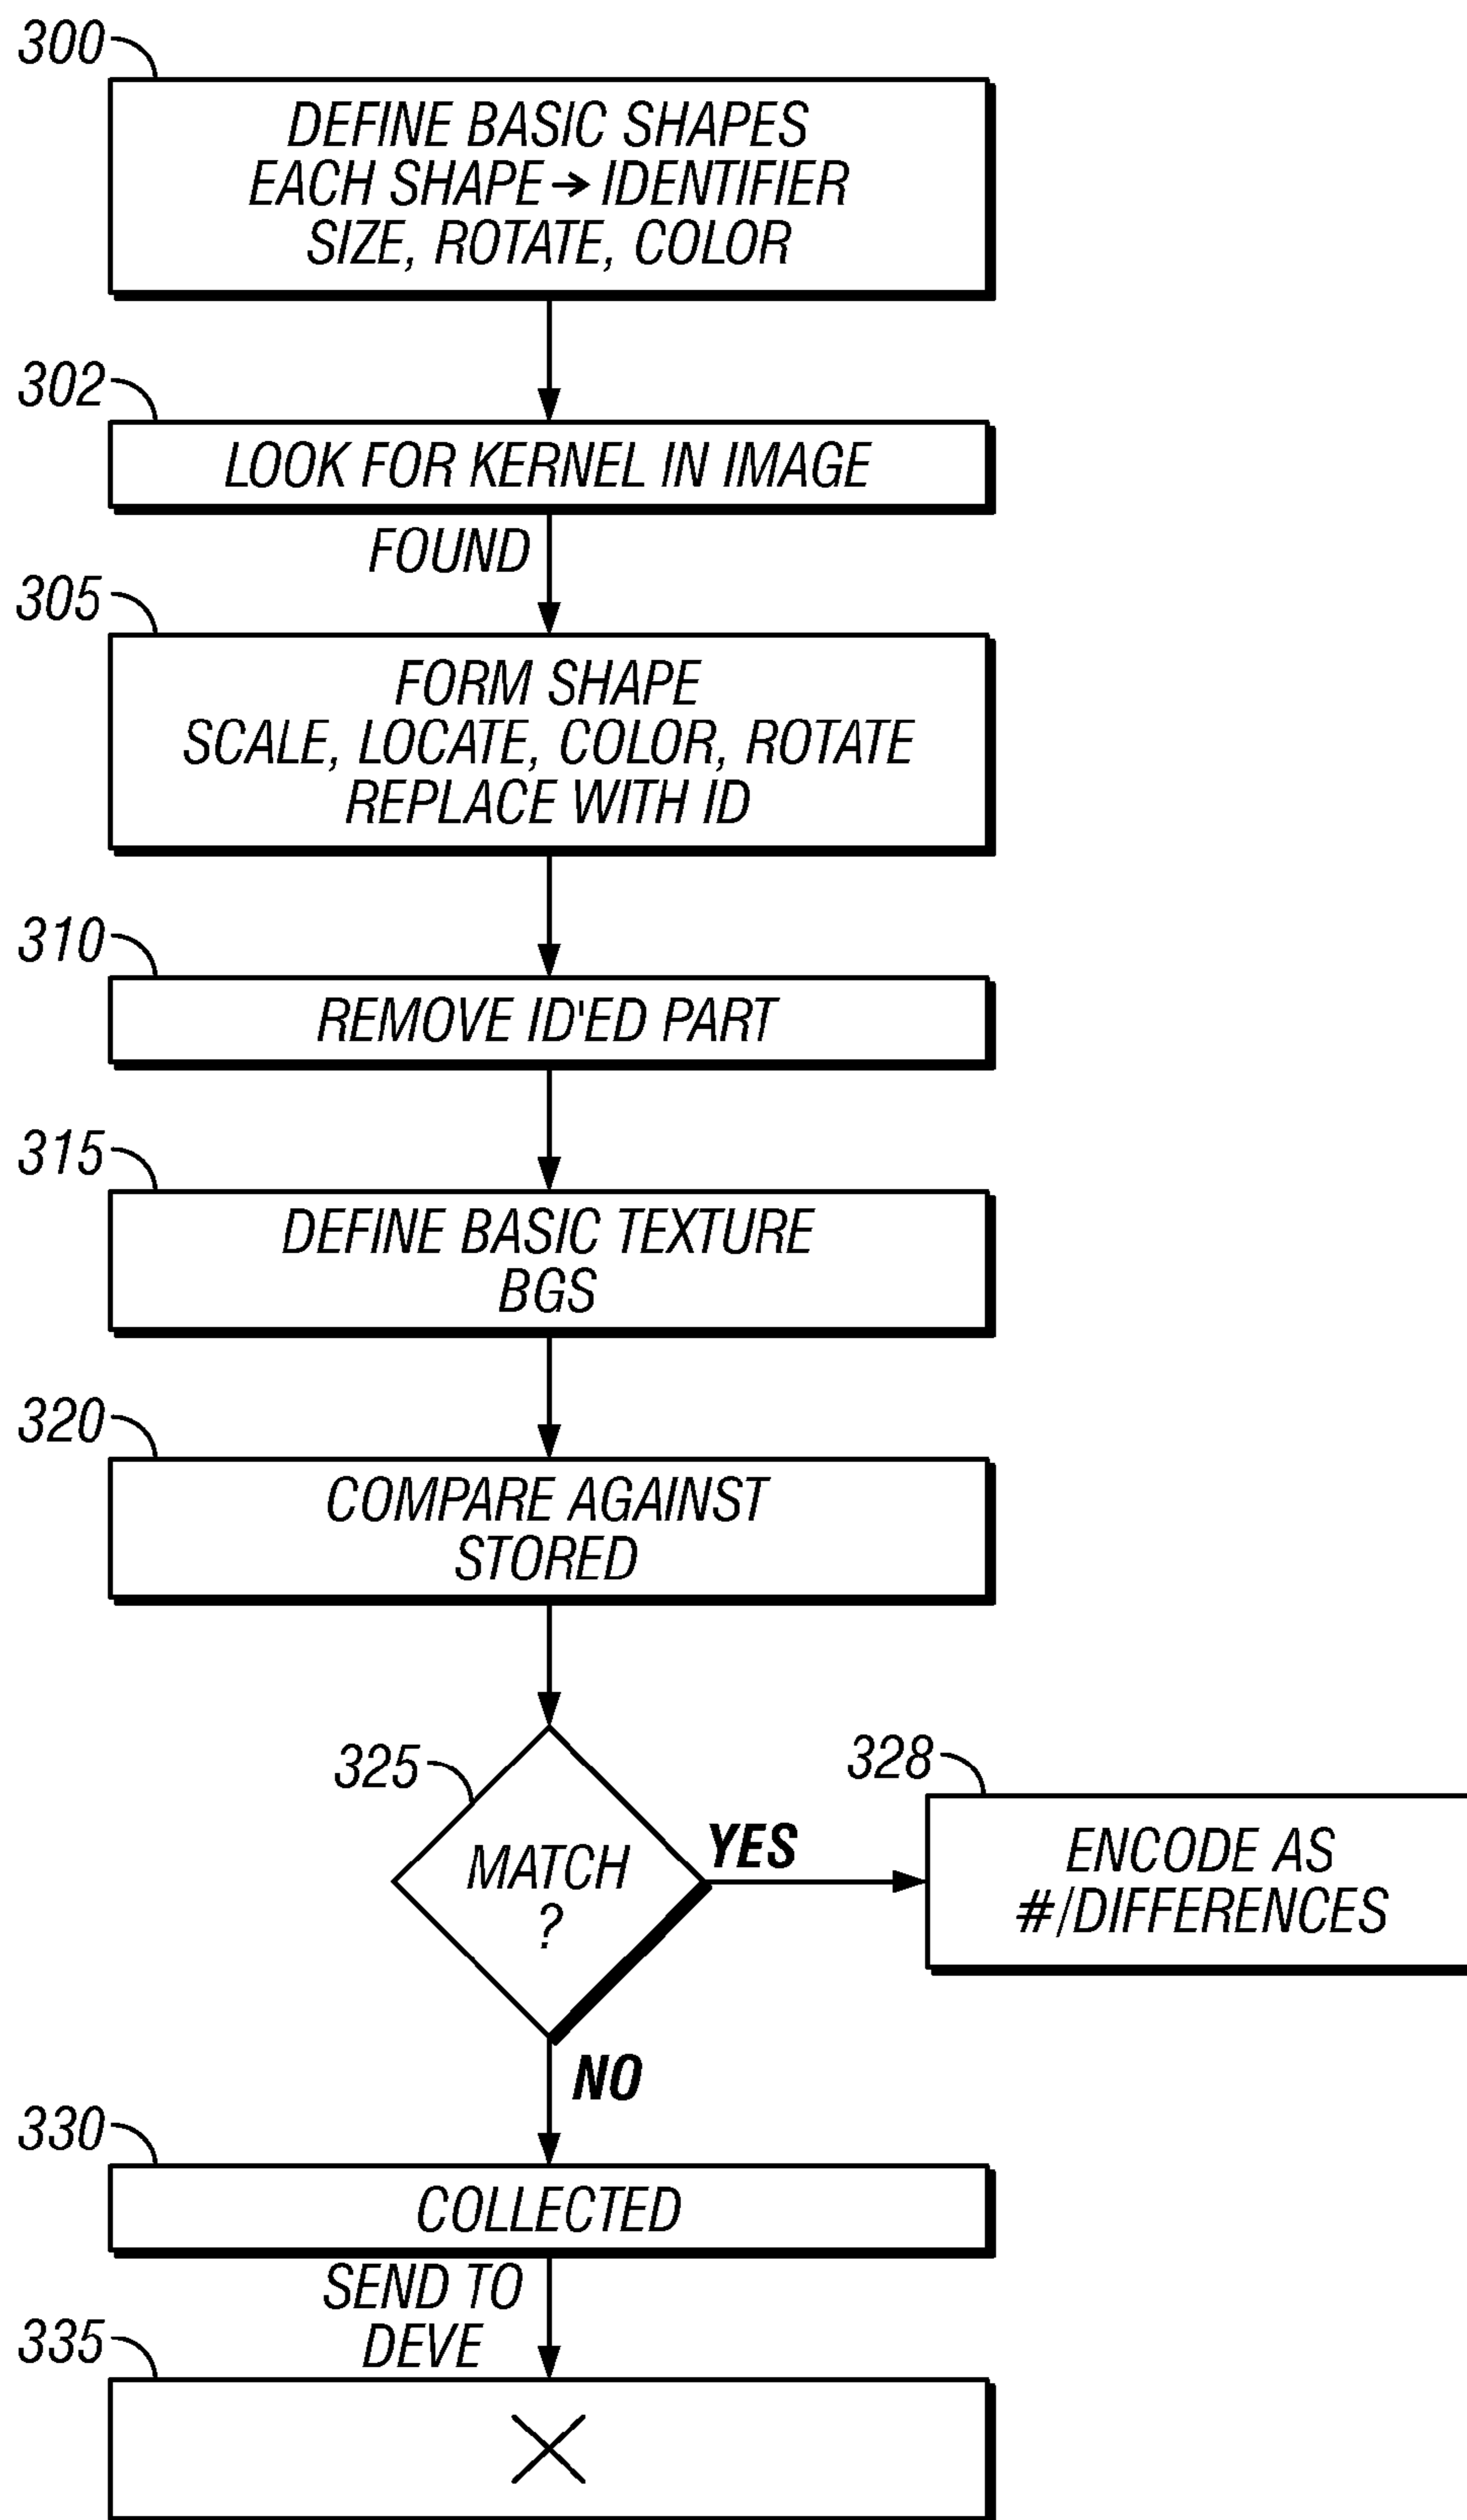 300
DEFINE BASIC SHAPES
EACH SHAPE → IDENTIFIER
SIZE, ROTATE, COLOR
302
LOOK FOR KERNEL IN IMAGE
FOUND
305
FORM SHAPE
SCALE, LOCATE, COLOR, ROTATE
REPLACE WITH ID
310
REMOVE ID'ED PART
315
DEFINE BASIC TEXTURE
BGS
320
COMPARE AGAINST
STORED
325
MATCH
?
YES
328
ENCODE AS
#/DIFFERENCES
NO
330
COLLECTED
SEND TO
DEVE
335